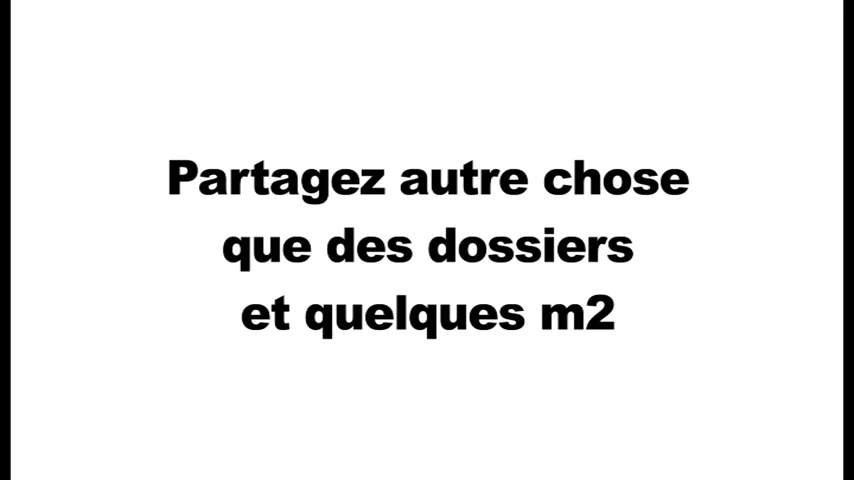 Partagez autre chose
que des dossiers
et quelques m2